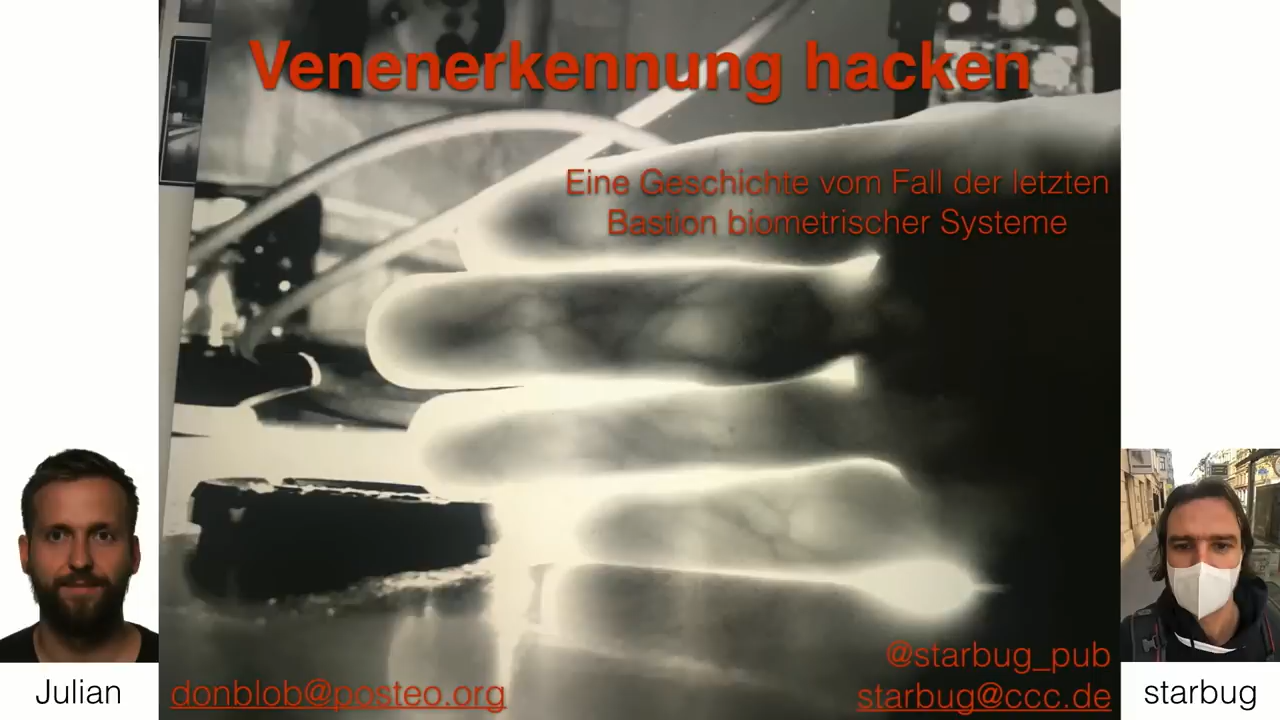 Venenerkennung hacken
Eine Geschichte vom Fall der letzten
Bastion biometrischer Systeme
@starbug_pub
Julian
donblob@posteo.org
starbug@ccc.de
starbug